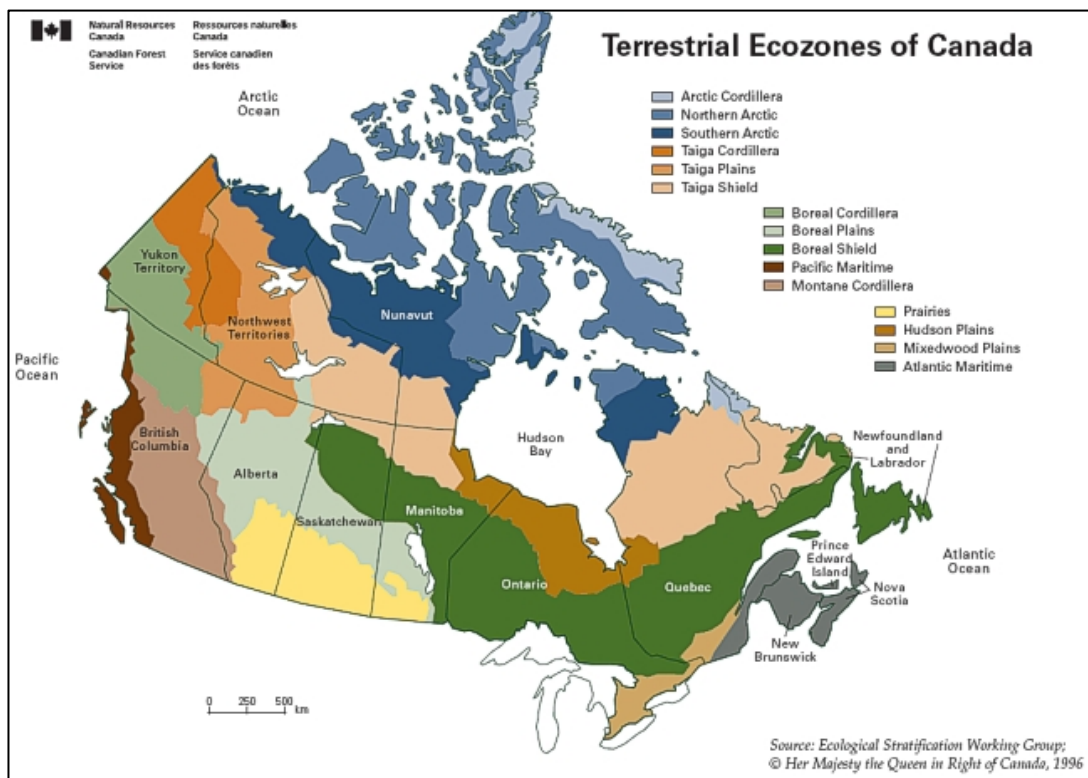 Natural Resources
Canada
Ressources naturelles
Canada
Canadian Forest
Service
Service canadien
des forêts
Terrestrial Ecozones of Canada
Arctic
Ocean
Arctic Cordillera
Northern Arctic
Southern Arctic
Taiga Cordillera
Taiga Plains
Taiga Shield
Boreal Cordillera
Boreal Plains
Boreal Shield
Pacific Maritime
Montane Cordillera
Prairies
Hudson Plains
Mixedwood Plains
Atlantic Maritime
Yukon
Territory
Northwest
Territories
Nunavut
Pacific
Ocean
British
Columbia
Alberta
Saskatchewan
Manitoba
Hudson
Bay
Ontario
Quebec
Newfoundland
and
Labrador
Prince
Edward
Island
Atlantic
Ocean
Nova
Scotia
New
Brunswick
0 250 500
km
Source: Ecological Stratification Working Group;
© Her Majesty the Queen in Right of Canada, 1996